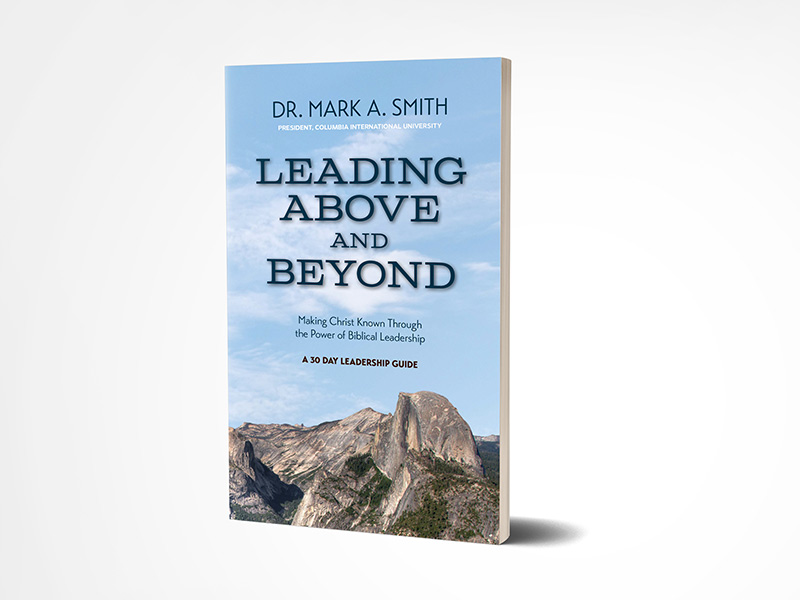 DR. MARK A. SMITH
PRESIDENT, COLUMBIA INTERNATIONAL UNIVERSITY
LEADING
ABOVE
AND
BEYOND
Making Christ Known Through
the Power of Biblical Leadership
A 30 DAY LEADERSHIP GUIDE